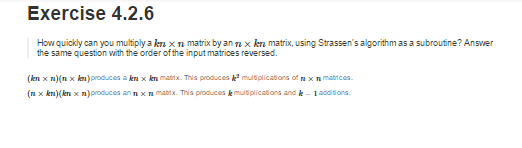 Exercise 4.2.6
How quickly can you multiply a kn × n matrix by an n × kn matrix, using Strassen's algorithm as a subroutine? Answer
the same question with the order of the input matrices reversed.
(kn × n)(n × kn) produces a kn × kn matrix. This produces k² multiplications of n × n matrices.
(n × kn)(kn × n) produces an n × n matrix. This produces k multiplications and k − 1 additions.